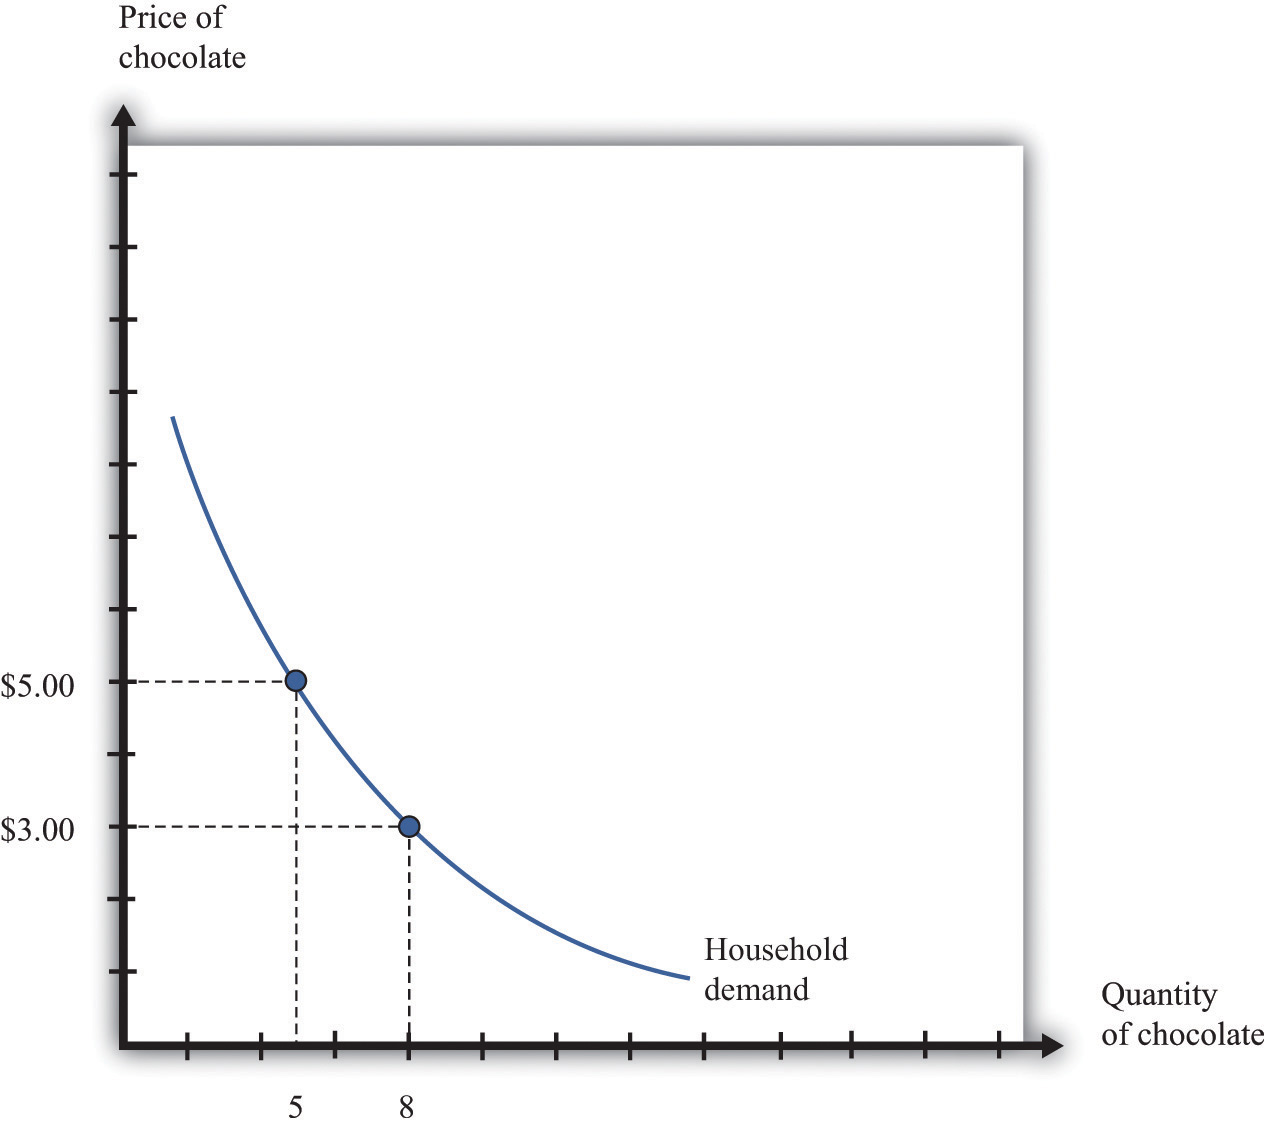 Price of
chocolate
$5.00
$3.00
Household
demand
Quantity
of chocolate
5
8